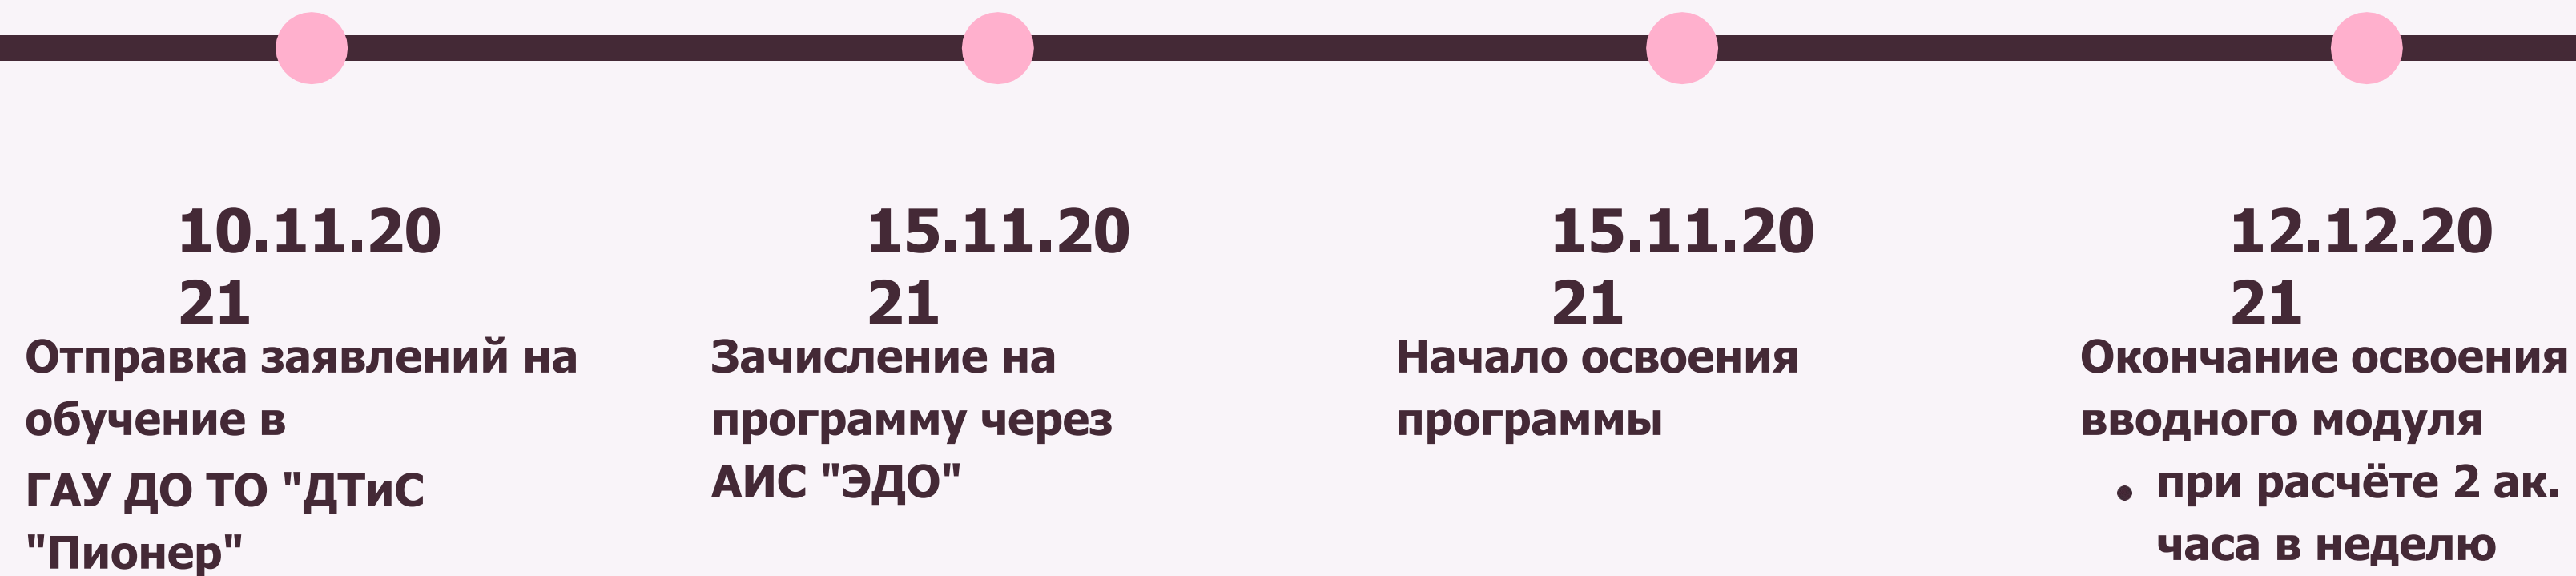 10.11.20
21
Отправка заявлений на
обучение в
ГАУ ДО ТО "ДТиС
"Пионер"
15.11.20
21
Зачисление на
программу через
АИС "ЭДО"
15.11.20
21
Начало освоения
программы
12.12.20
21
Окончание освоения
вводного модуля
• при расчёте 2 ак.
часа в неделю